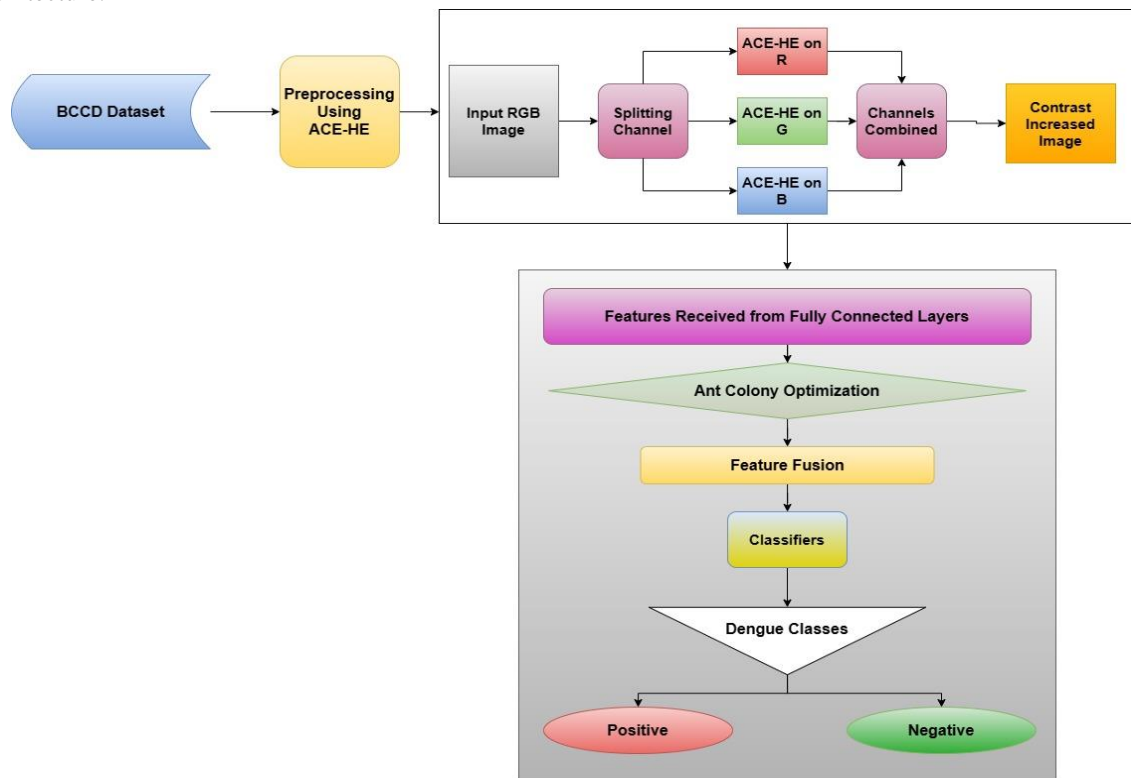 BCCD Dataset
Preprocessing
Using
ACE-HE
Input RGB
Image
Splitting
Channel
ACE-HE on
R
ACE-HE on
G
ACE-HE on
B
Channels
Combined
Contrast
Increased
Image
Features Received from Fully Connected Layers
Ant Colony Optimization
Feature Fusion
Classifiers
Dengue Classes
Positive
Negative